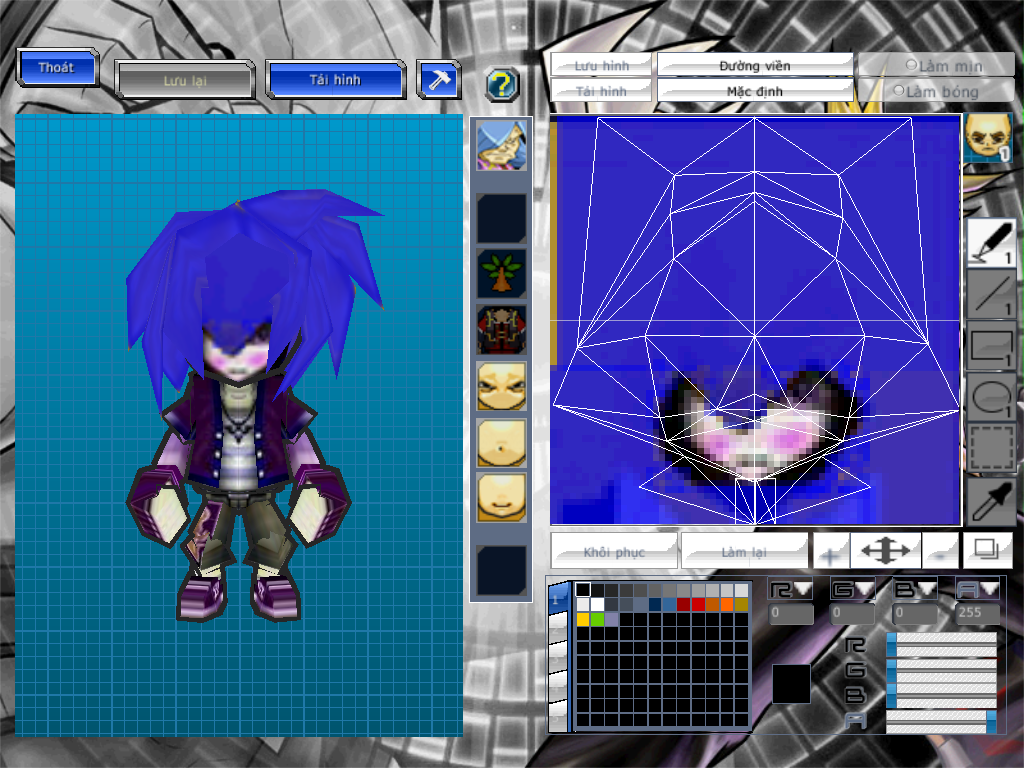 Thoát
Lưu lại
Tải hình
?
Lưu hình
Đường viền
Làm mịn
Tải hình
Mặc định
Làm bóng
1
1
1
1
1
Khôi phục
Làm lại
+
-
1
R G B A
0 0 0 255
R
G
B
A